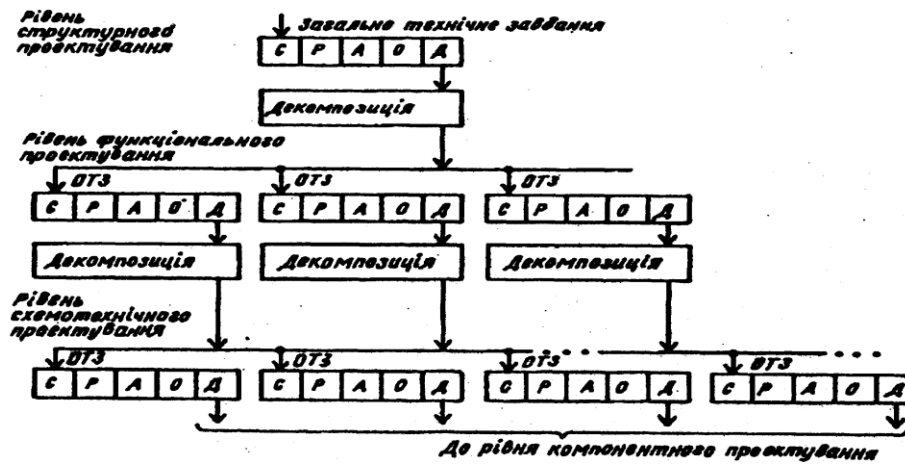 Рівень
структурного
проектування
Загальне технічне завдання
С Р А О Д
Декомпозиція
Рівень функціонального
проектування
ОТЗ ОТЗ ОТЗ
С Р А О Д С Р А О Д С Р А О Д
Декомпозиція Декомпозиція Декомпозиція
Рівень
схемотехнічного
проектування
ОТЗ ОТЗ ОТЗ ОТЗ
С Р А О Д С Р А О Д С Р А О Д С Р А О Д
До рівня компонентного проектування